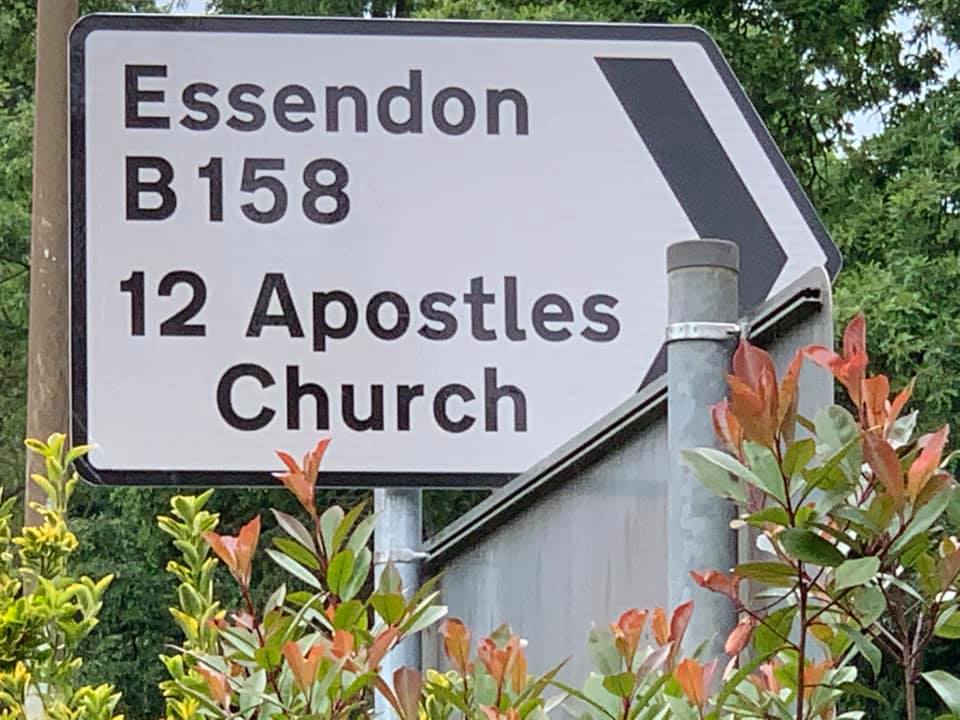 Essendon
B158
12 Apostles
Church